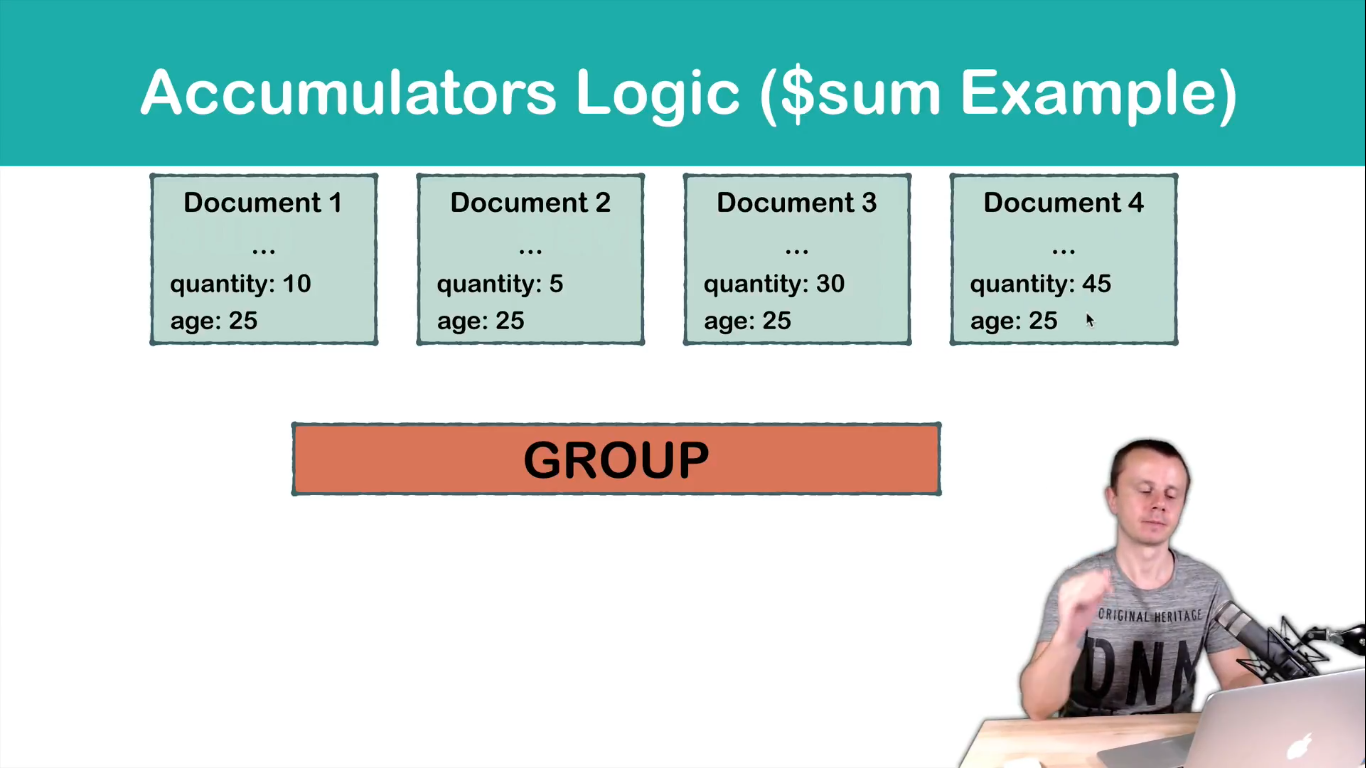 Accumulators Logic ($sum Example)
Document 1
...
quantity: 10
age: 25
Document 2
...
quantity: 5
age: 25
Document 3
...
quantity: 30
age: 25
Document 4
...
quantity: 45
age: 25
GROUP
ORIGINAL HERITAGE